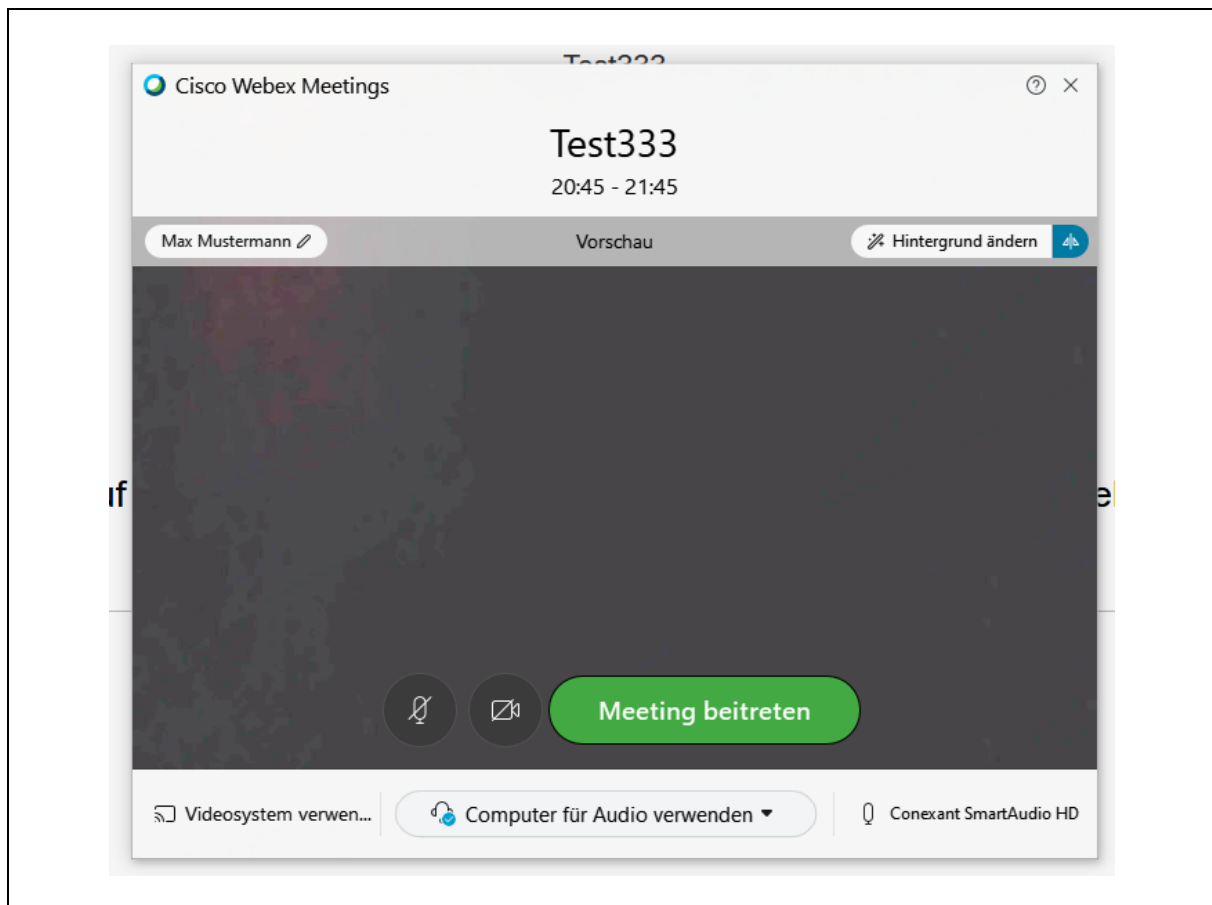 Cisco Webex Meetings
Test333
20:45 - 21:45
Max Mustermann
Vorschau
Hintergrund ändern
Meeting beitreten
Videosystem verwen...
Computer für Audio verwenden
Conexant SmartAudio HD